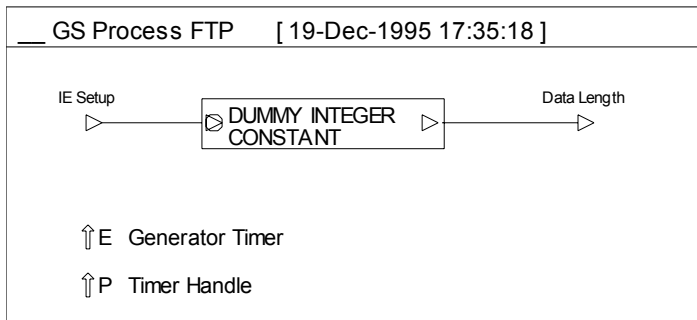 __ GS Process FTP [ 19-Dec-1995 17:35:18 ]
IE Setup
Data Length
DUMMY INTEGER
CONSTANT
⇧E Generator Timer
⇧P Timer Handle